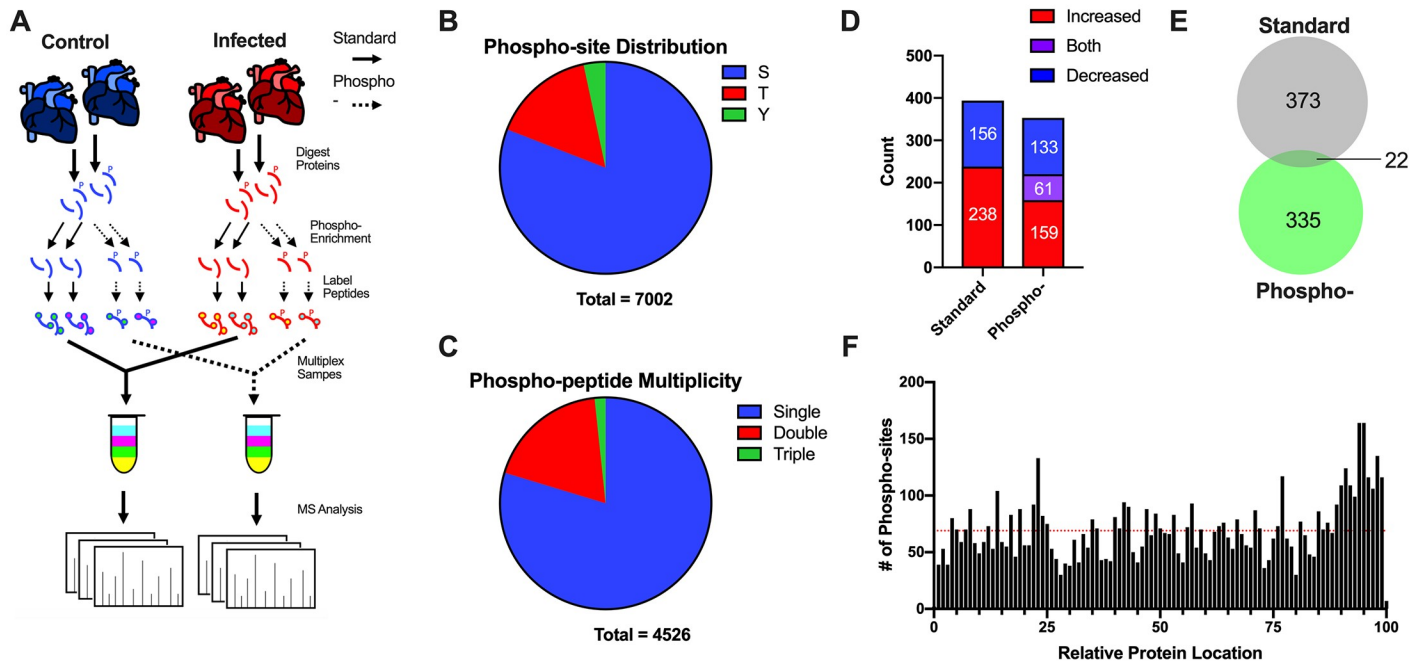 A
Control
Infected
Standard
Phospho
-
Digest
Proteins
P
P
P
P
Phospho-
Enrichment
P
P
P
P
Label
Peptides
P
P
P
P
Multiplex
Sampes
MS Analysis
B
Phospho-site Distribution
S
T
Y
Total = 7002
C
Phospho-peptide Multiplicity
Single
Double
Triple
Total = 4526
D
Increased
Both
Decreased
Count
500
400
300
200
100
0
156
238
133
61
159
Standard
Phospho-
E
Standard
373
22
335
Phospho-
F
# of Phospho-sites
200
150
100
50
0
0
25
50
75
100
Relative Protein Location